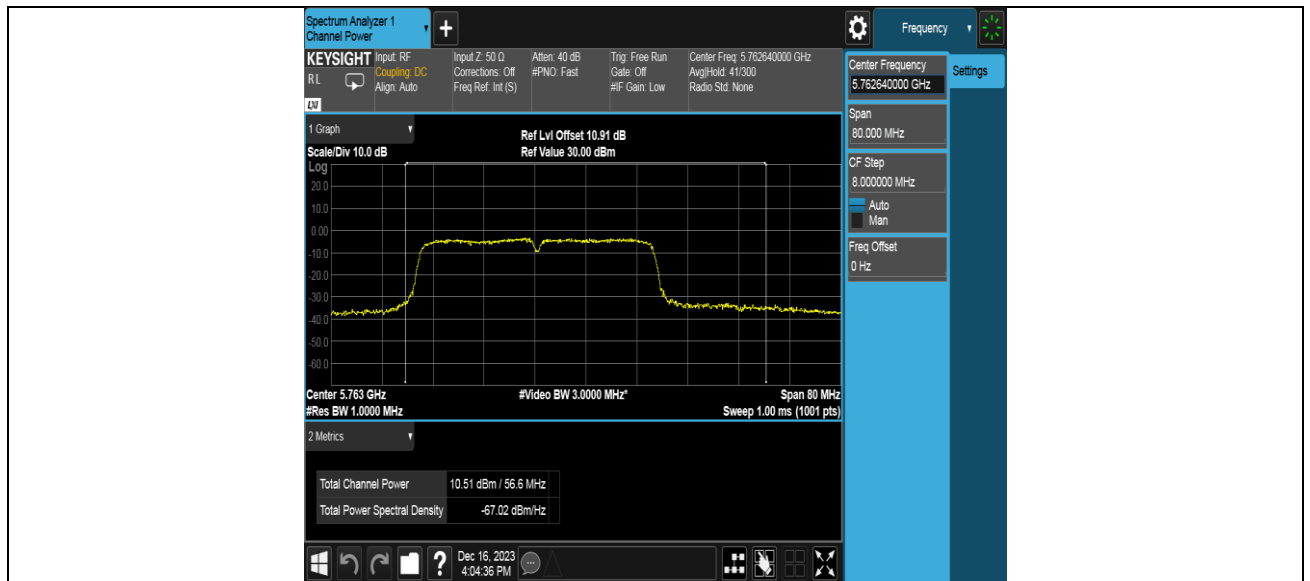 Spectrum Analyzer 1
Channel Power
+
Frequency
KEYSIGHT
RL
LXI
Input: RF
Coupling: DC
Align: Auto
Input Z: 50 Ω
Corrections: Off
Freq Ref: Int (S)
Atten: 40 dB
#PNO: Fast
Trig: Free Run
Gate: Off
#IF Gain: Low
Center Freq: 5.762640000 GHz
Avg|Hold: 41/300
Radio Std: None
Center Frequency
5.762640000 GHz
Settings
Span
80.000 MHz
CF Step
8.000000 MHz
Auto
Man
Freq Offset
0 Hz
1 Graph
Scale/Div 10.0 dB
Ref Lvl Offset 10.91 dB
Ref Value 30.00 dBm
Log
20.0
10.0
0.00
-10.0
-20.0
-30.0
-40.0
-50.0
-60.0
Center 5.763 GHz
#Video BW 3.0000 MHz*
Span 80 MHz
#Res BW 1.0000 MHz
Sweep 1.00 ms (1001 pts)
2 Metrics
Total Channel Power 10.51 dBm / 56.6 MHz
Total Power Spectral Density -67.02 dBm/Hz
?
Dec 16, 2023
4:04:36 PM